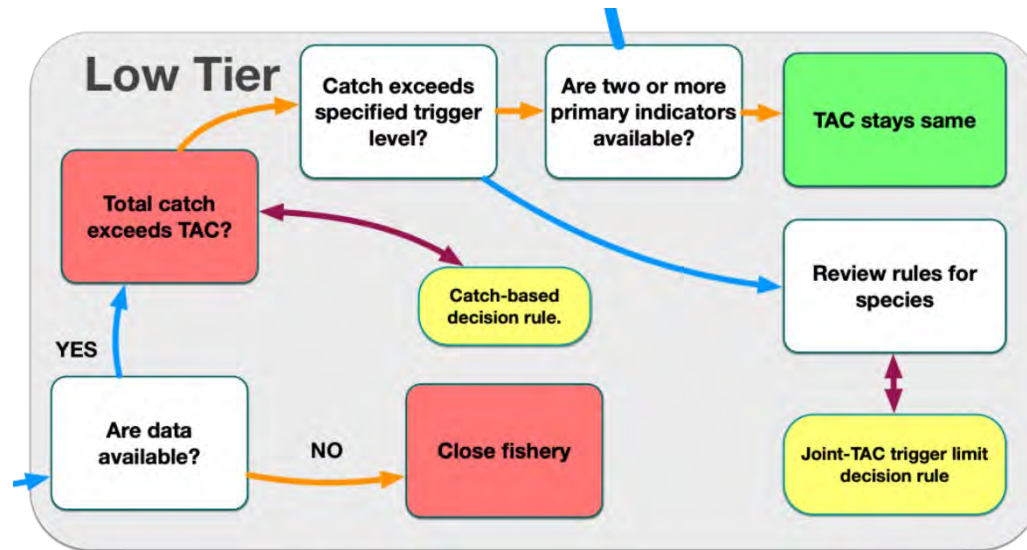 Low Tier
Catch exceeds
specified trigger
level?
Are two or more
primary indicators
available?
TAC stays same
Total catch
exceeds TAC?
Catch-based
decision rule.
Review rules for
species
YES
Are data
available?
NO
Close fishery
Joint-TAC trigger limit
decision rule